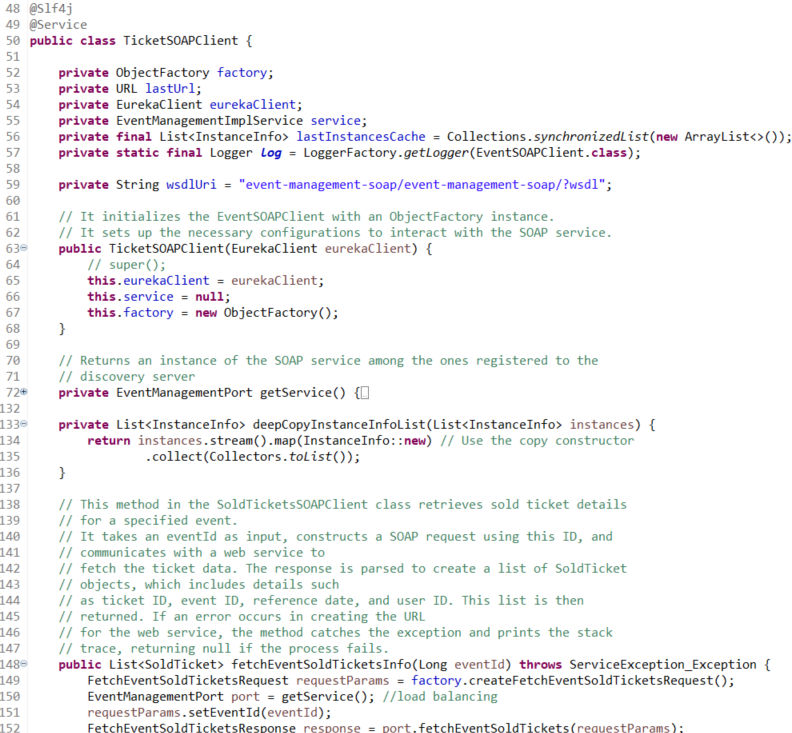 48 @Slf4j
49 @Service
50 public class TicketSOAPClient {
51
52     private ObjectFactory factory;
53     private URL lastUrl;
54     private EurekaClient eurekaClient;
55     private EventManagementImplService service;
56     private final List<InstanceInfo> lastInstancesCache = Collections.synchronizedList(new ArrayList<>());
57     private static final Logger log = LoggerFactory.getLogger(EventSOAPClient.class);
58
59     private String wsdlUri = "event-management-soap/event-management-soap/?wsdl";
60
61     // It initializes the EventSOAPClient with an ObjectFactory instance.
62     // It sets up the necessary configurations to interact with the SOAP service.
63     public TicketSOAPClient(EurekaClient eurekaClient) {
64         // super();
65         this.eurekaClient = eurekaClient;
66         this.service = null;
67         this.factory = new ObjectFactory();
68     }
69
70     // Returns an instance of the SOAP service among the ones registered to the
71     // discovery server
72     private EventManagementPort getService() {
132
133     private List<InstanceInfo> deepCopyInstanceInfoList(List<InstanceInfo> instances) {
134         return instances.stream().map(InstanceInfo::new) // Use the copy constructor
135                 .collect(Collectors.toList());
136     }
137
138     // This method in the SoldTicketsSOAPClient class retrieves sold ticket details
139     // for a specified event.
140     // It takes an eventId as input, constructs a SOAP request using this ID, and
141     // communicates with a web service to
142     // fetch the ticket data. The response is parsed to create a list of SoldTicket
143     // objects, which includes details such
144     // as ticket ID, event ID, reference date, and user ID. This list is then
145     // returned. If an error occurs in creating the URL
146     // for the web service, the method catches the exception and prints the stack
147     // trace, returning null if the process fails.
148     public List<SoldTicket> fetchEventSoldTicketsInfo(Long eventId) throws ServiceException_Exception {
149         FetchEventSoldTicketsRequest requestParams = factory.createFetchEventSoldTicketsRequest();
150         EventManagementPort port = getService(); //load balancing
151         requestParams.setEventId(eventId);
152         FetchEventSoldTicketsResponse response = port.fetchEventSoldTickets(requestParams);